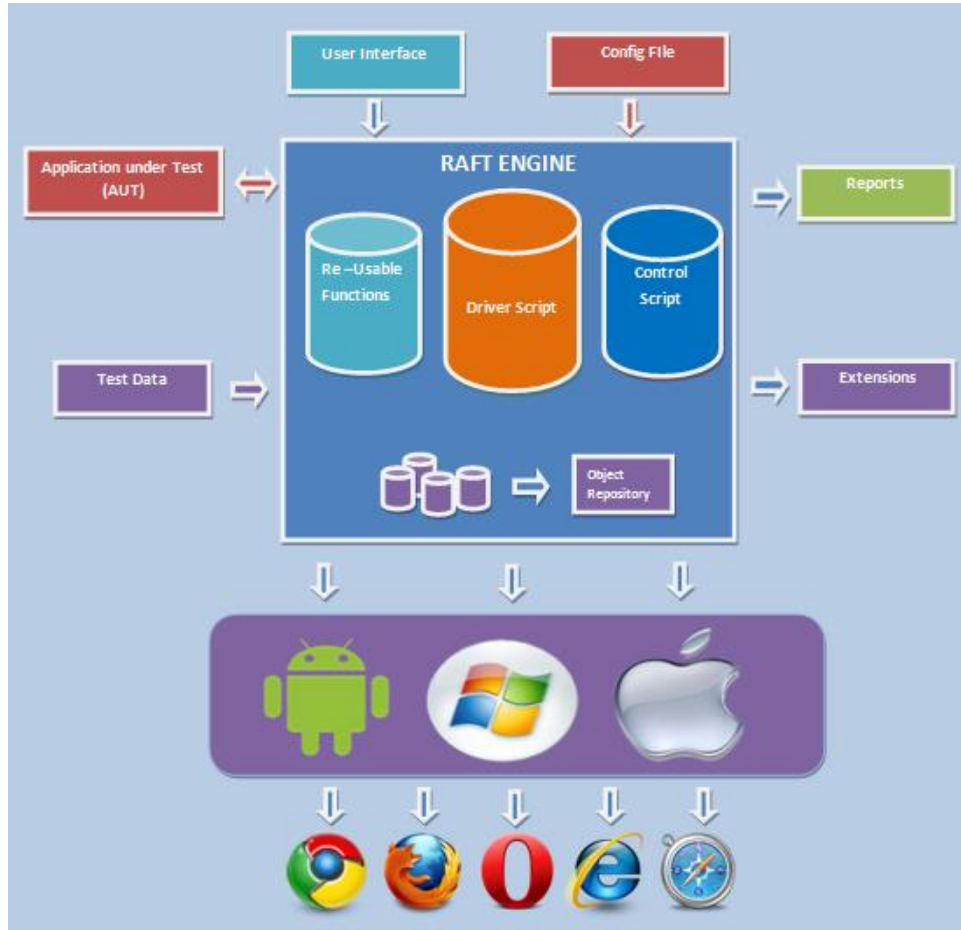 User Interface
Config FIle
RAFT ENGINE
Application under Test
(AUT)
Reports
Re –Usable
Functions
Driver Script
Control
Script
Test Data
Extensions
Object
Repository